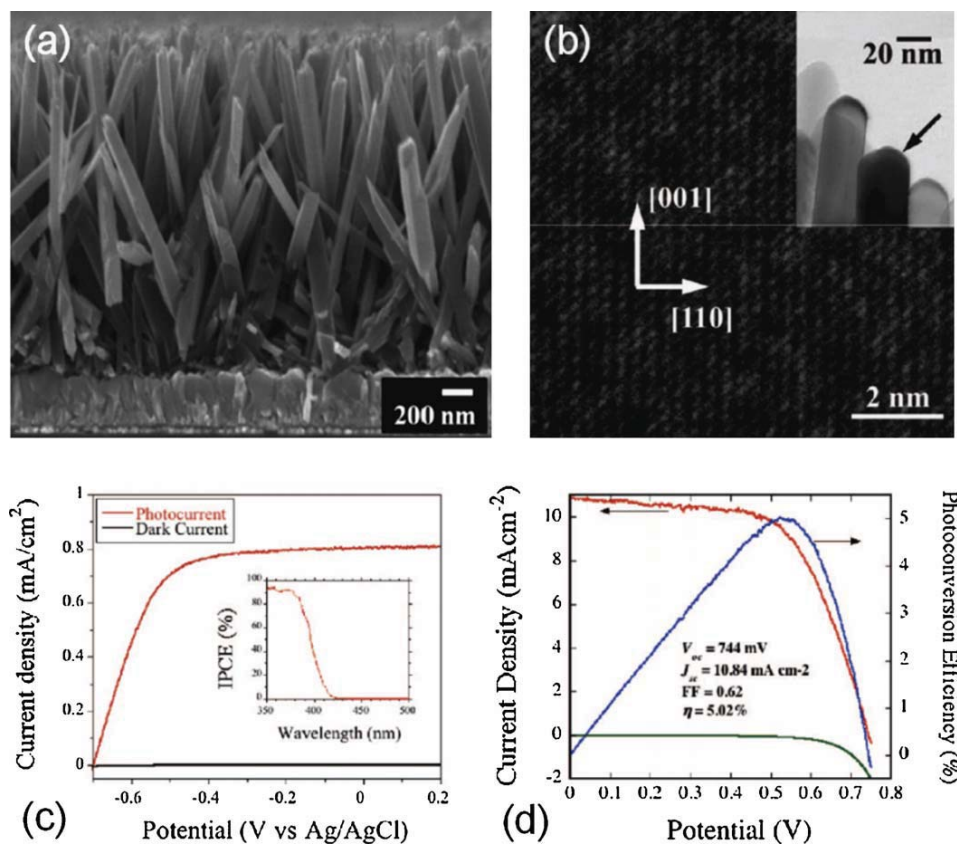 (a)
200 nm
(b)
20 nm
[001]
[110]
2 nm
Current density (mA/cm2)
1
0.8
0.6
0.4
0.2
0
Photocurrent
Dark Current
IPCE (%)
100
80
60
40
20
0
350 400 450 500
Wavelength (nm)
-0.6 -0.4 -0.2 0 0.2
(c)
Potential (V vs Ag/AgCl)
Current Density (mAcm-2)
10
8
6
4
2
0
-2
Voc = 744 mV
Jsc = 10.84 mA cm-2
FF = 0.62
η = 5.02%
5
4
3
2
1
0
Photoconversion Efficiency (%)
0 0.1 0.2 0.3 0.4 0.5 0.6 0.7 0.8
(d)
Potential (V)